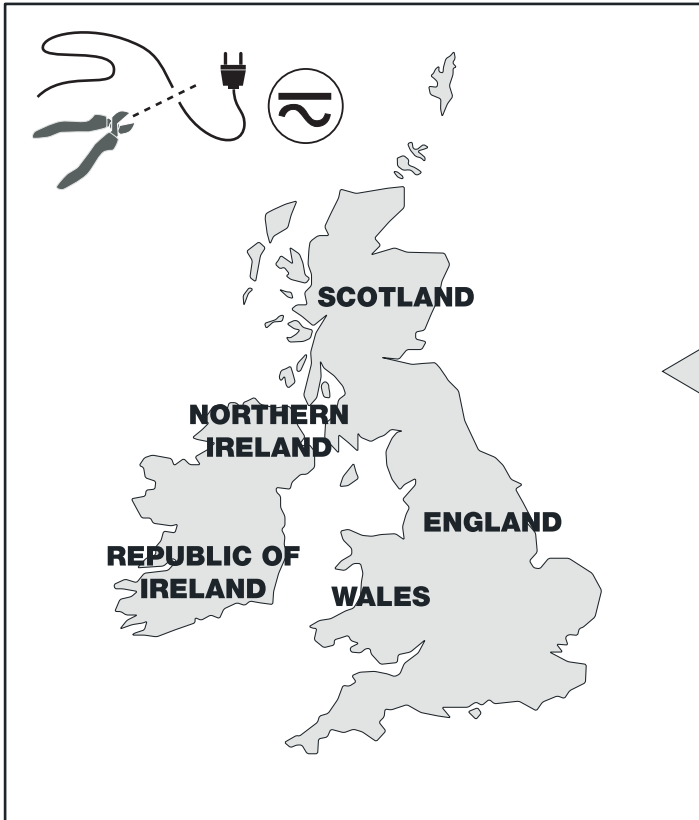 SCOTLAND
NORTHERN
IRELAND
ENGLAND
REPUBLIC OF
IRELAND
WALES